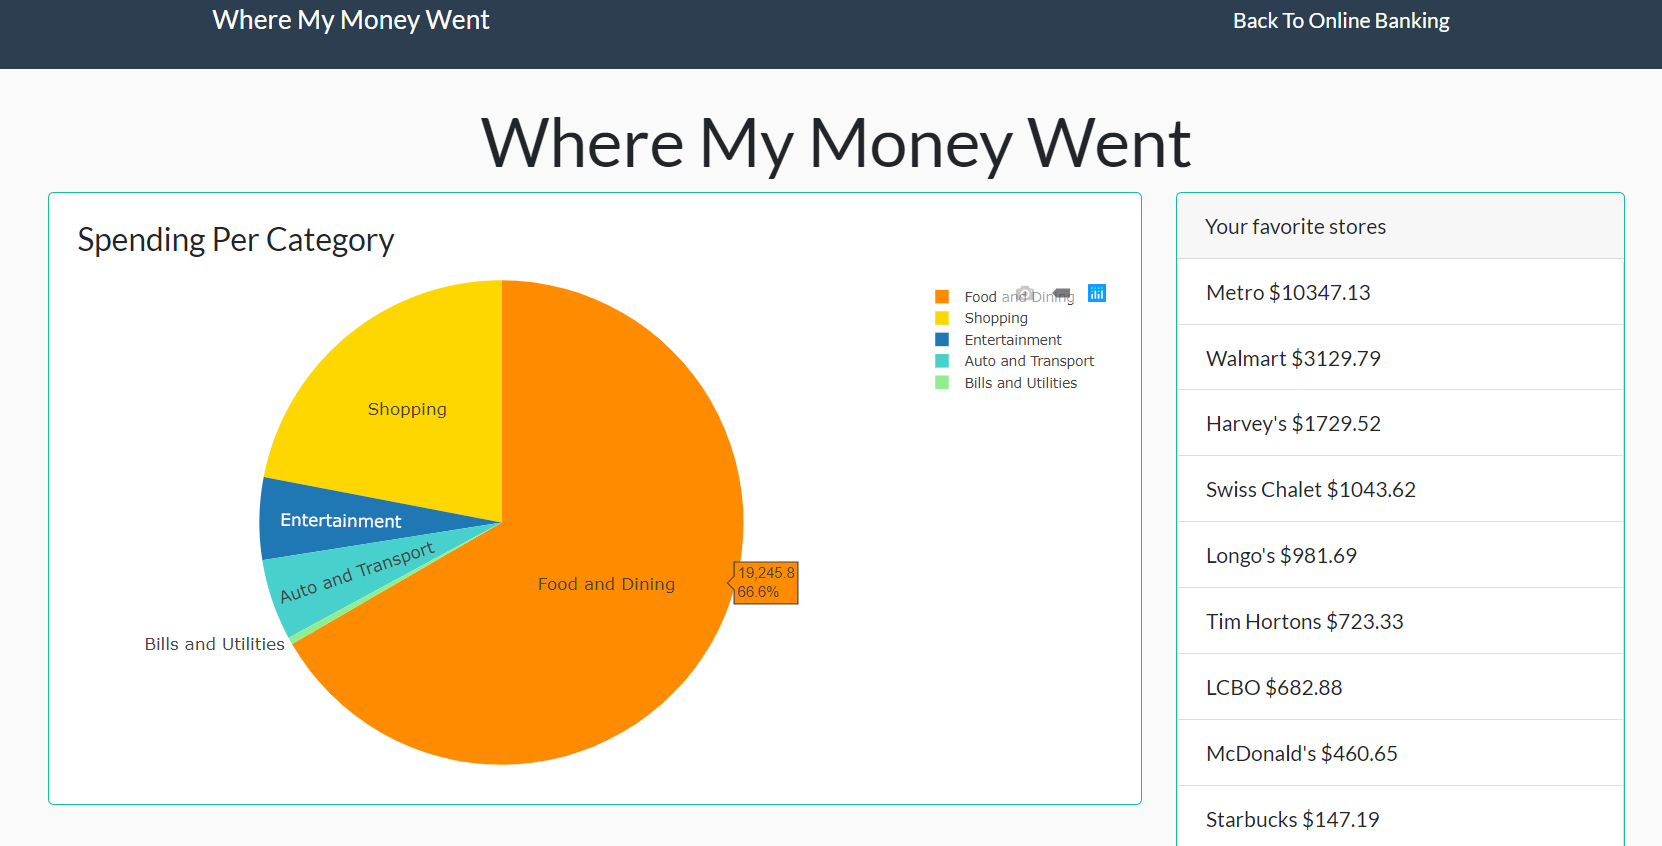 Where My Money Went
Back To Online Banking
Where My Money Went
Spending Per Category
Food and Dining
Shopping
Entertainment
Auto and Transport
Bills and Utilities
Shopping
Entertainment
Auto and Transport
Bills and Utilities
Food and Dining
19,245.8
66.6%
Your favorite stores
Metro $10347.13
Walmart $3129.79
Harvey's $1729.52
Swiss Chalet $1043.62
Longo's $981.69
Tim Hortons $723.33
LCBO $682.88
McDonald's $460.65
Starbucks $147.19